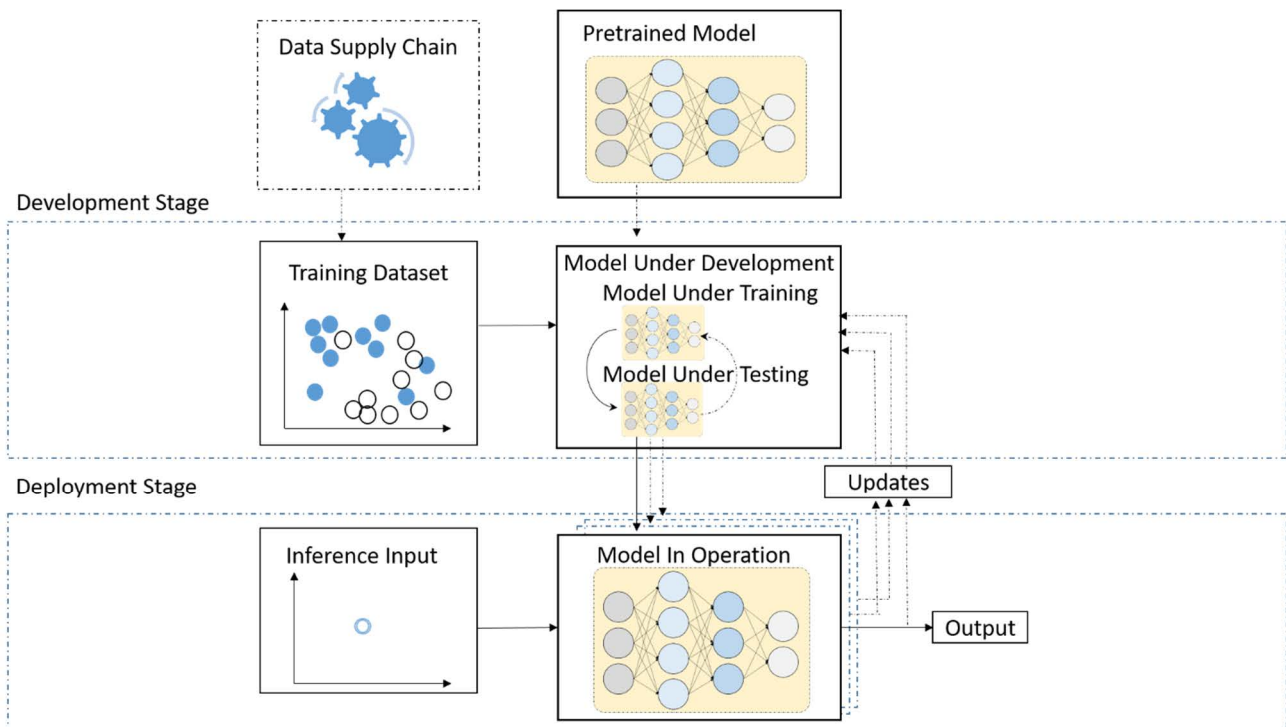 Data Supply Chain
Pretrained Model
Development Stage
Training Dataset
Model Under Development
Model Under Training
Model Under Testing
Deployment Stage
Updates
Inference Input
Model In Operation
Output